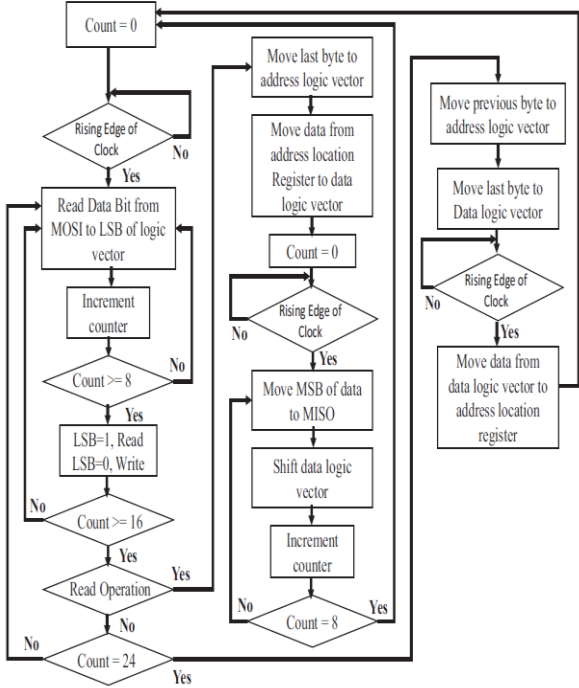 Count = 0
Rising Edge of
Clock
No
Yes
Read Data Bit from
MOSI to LSB of logic
vector
Increment
counter
Count >= 8
No
Yes
LSB=1, Read
LSB=0, Write
No
Count >= 16
Yes
Read Operation
Yes
No
No
Count = 24
Yes
Move last byte to
address logic vector
Move data from
address location
Register to data
logic vector
Count = 0
Rising Edge of
Clock
No
Yes
Move MSB of data
to MISO
Shift data logic
vector
Increment
counter
No
Yes
Count = 8
Move previous byte to
address logic vector
Move last byte to
Data logic vector
Rising Edge of
Clock
No
Yes
Move data from
data logic vector to
address location
register